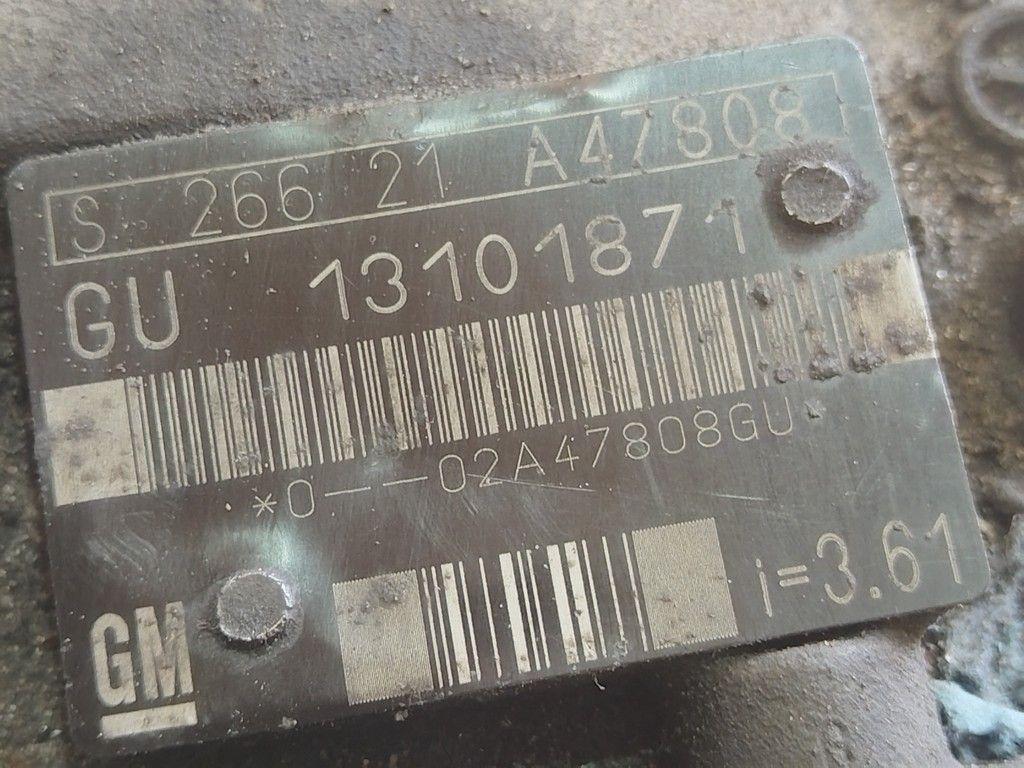 S 266 21 A47808
GU 13101871
*0---02A47808GU
i=3.61
GM